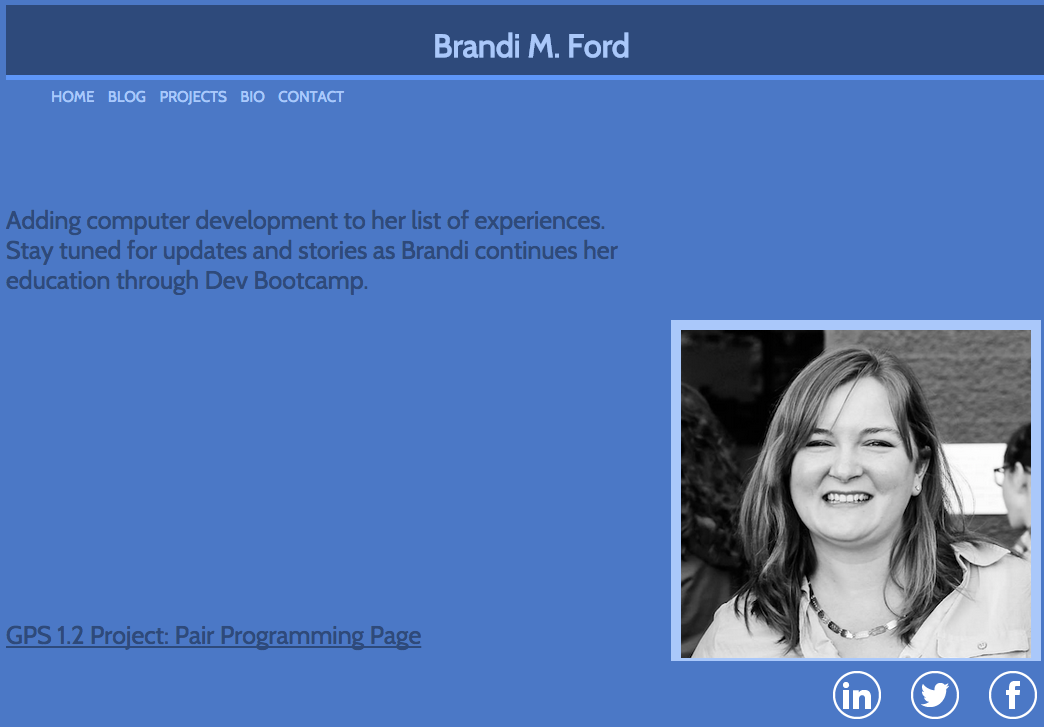 Brandi M. Ford
HOME BLOG PROJECTS BIO CONTACT
Adding computer development to her list of experiences.
Stay tuned for updates and stories as Brandi continues her
education through Dev Bootcamp.
GPS 1.2 Project: Pair Programming Page
in f